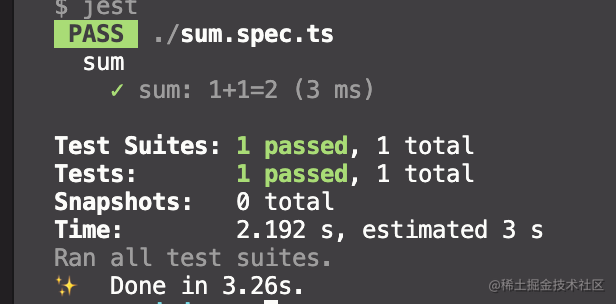 $ jest
PASS ./sum.spec.ts
sum
✓ sum: 1+1=2 (3 ms)
Test Suites: 1 passed, 1 total
Tests: 1 passed, 1 total
Snapshots: 0 total
Time: 2.192 s, estimated 3 s
Ran all test suites.
✨ Done in 3.26s.
@稀土掘金技术社区